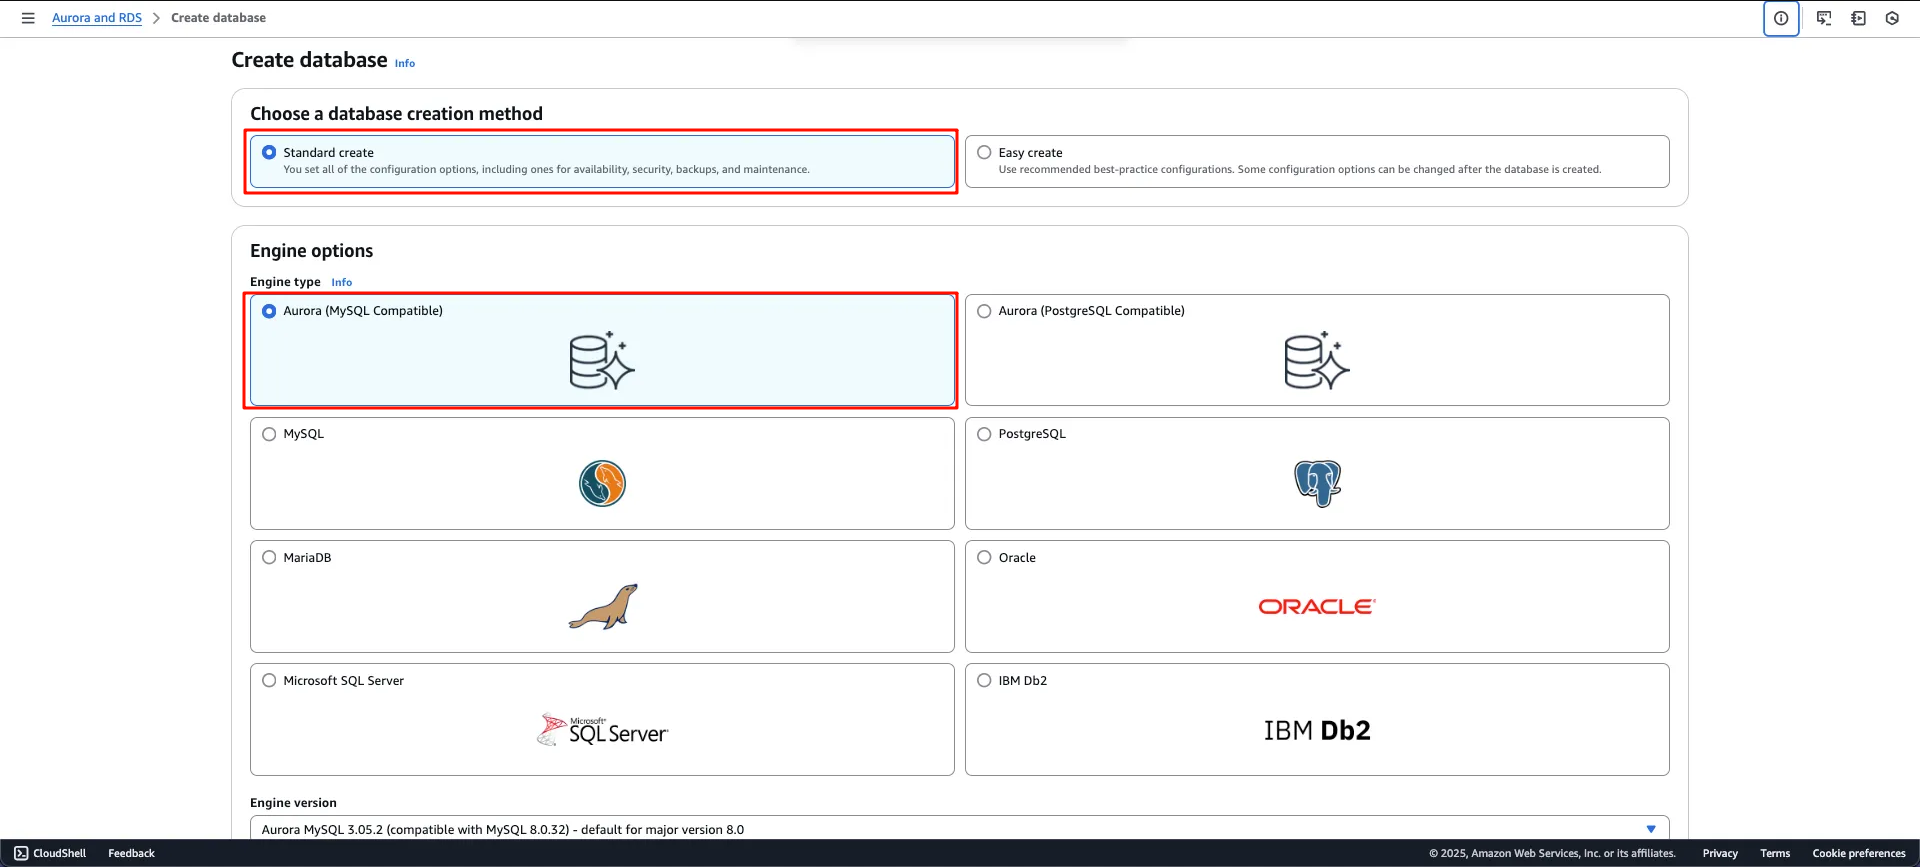 Aurora and RDS > Create database
Create database Info
Choose a database creation method
Standard create
You set all of the configuration options, including ones for availability, security, backups, and maintenance.
Easy create
Use recommended best-practice configurations. Some configuration options can be changed after the database is created.
Engine options
Engine type Info
Aurora (MySQL Compatible)
Aurora (PostgreSQL Compatible)
MySQL
PostgreSQL
MariaDB
Oracle
ORACLE®
Microsoft SQL Server
Microsoft®
SQL Server
IBM Db2
IBM Db2
Engine version
Aurora MySQL 3.05.2 (compatible with MySQL 8.0.32) - default for major version 8.0
CloudShell Feedback © 2025, Amazon Web Services, Inc. or its affiliates. Privacy Terms Cookie preferences